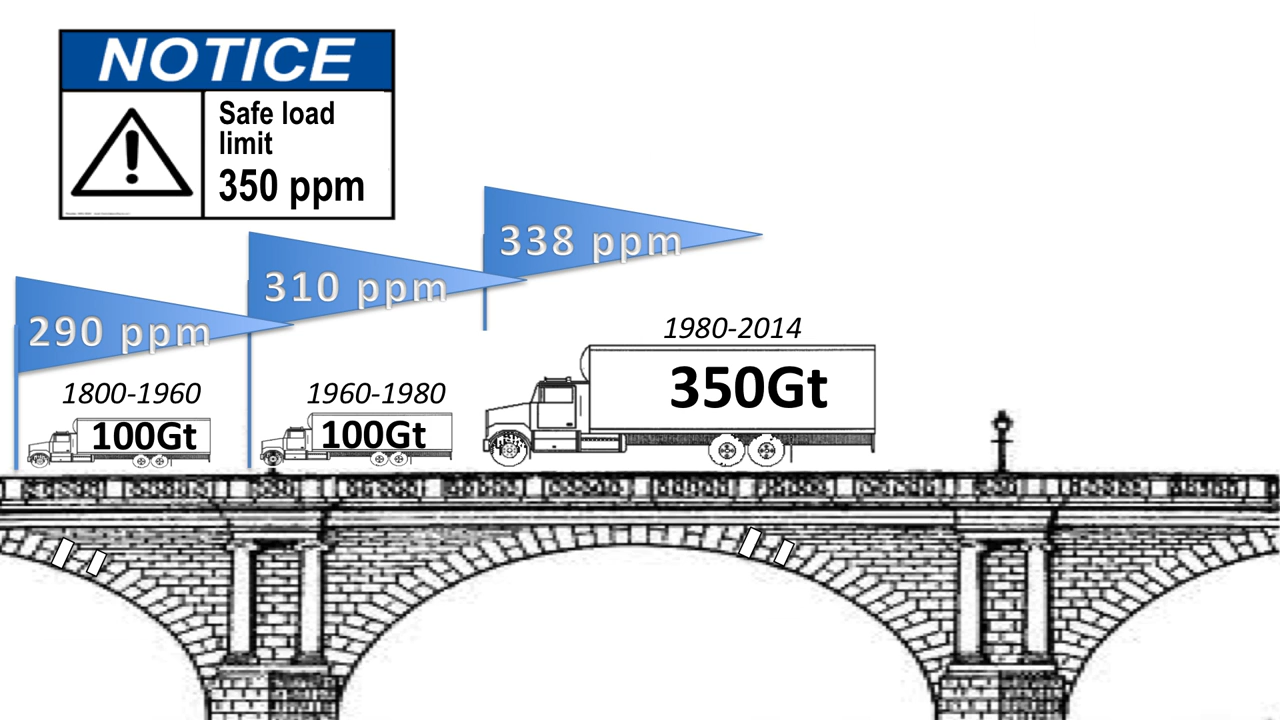 NOTICE
Safe load
limit
350 ppm
338 ppm
310 ppm
290 ppm
1980-2014
350Gt
1800-1960
100Gt
1960-1980
100Gt